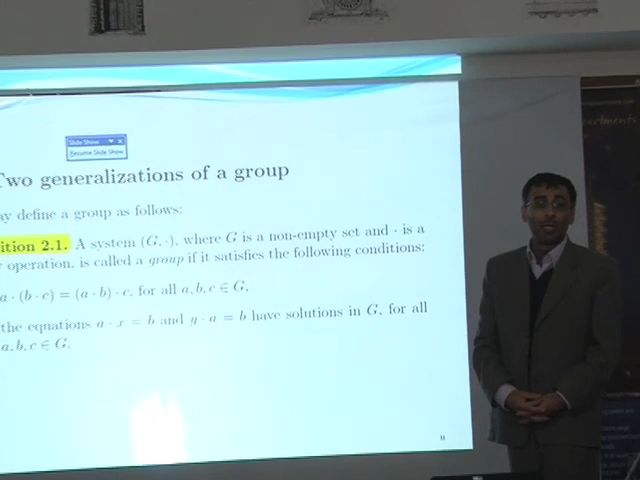 Slide Show
Resume Slide Show
Two generalizations of a group
ay define a group as follows:
ition 2.1. A system (G, ·), where G is a non-empty set and · is a
r operation, is called a group if it satisfies the following conditions:
a · (b · c) = (a · b) · c, for all a, b, c ∈ G,
the equations a · x = b and y · a = b have solutions in G, for all
a, b, c ∈ G.